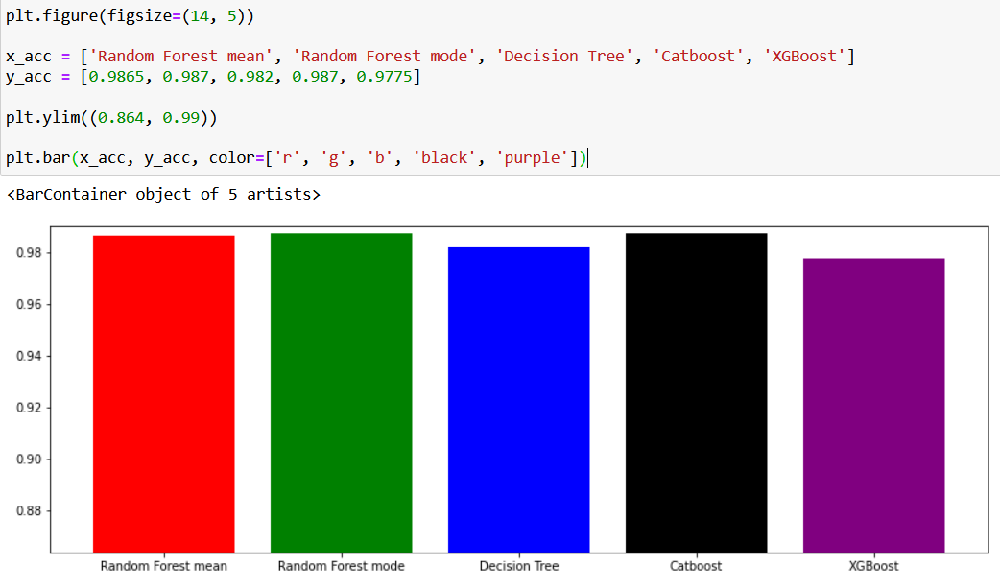 plt.figure(figsize=(14, 5))
x_acc = ['Random Forest mean', 'Random Forest mode', 'Decision Tree', 'Catboost', 'XGBoost']
y_acc = [0.9865, 0.987, 0.982, 0.987, 0.9775]
plt.ylim((0.864, 0.99))
plt.bar(x_acc, y_acc, color=['r', 'g', 'b', 'black', 'purple'])
<BarContainer object of 5 artists>
0.98
0.96
0.94
0.92
0.90
0.88
Random Forest mean Random Forest mode Decision Tree Catboost XGBoost